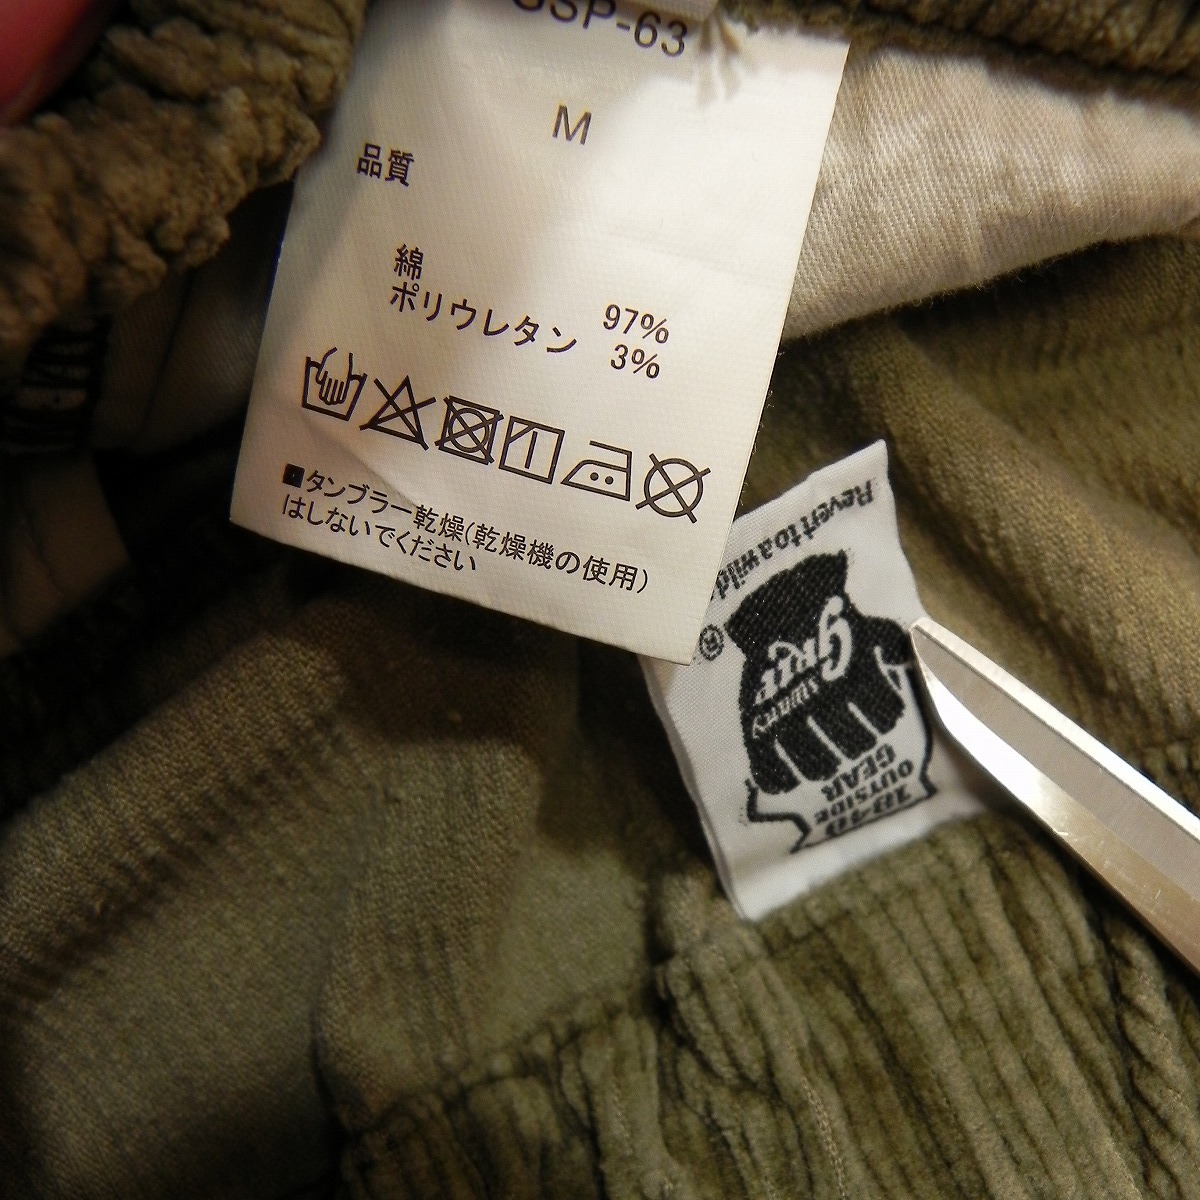 GSP-63
M
品質
綿 97%
ポリウレタン 3%
■タンブラー乾燥(乾燥機の使用)
はしないでください
Revert to a wild
®
GRIP
SWANY
OUTSIDE
GEAR
1848